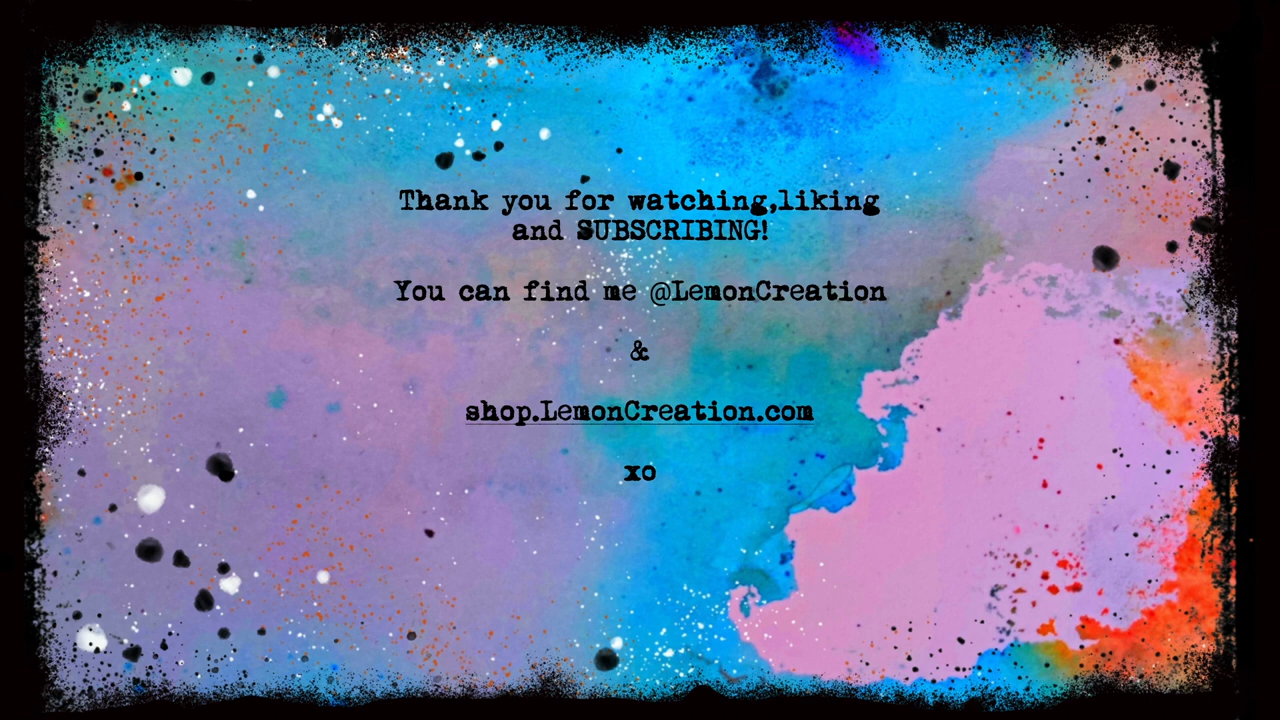 Thank you for watching,liking
and SUBSCRIBING!
You can find me @LemonCreation
&
shop.LemonCreation.com
xo